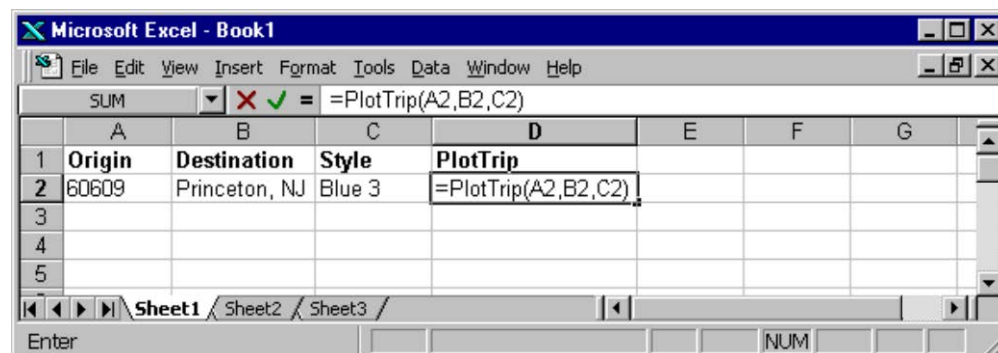 Microsoft Excel - Book1
File Edit View Insert Format Tools Data Window Help
SUM = =PlotTrip(A2,B2,C2)
A B C D E F G
1 Origin Destination Style PlotTrip
2 60609 Princeton, NJ Blue 3 =PlotTrip(A2,B2,C2)
3
4
5
Sheet1 Sheet2 Sheet3
Enter NUM